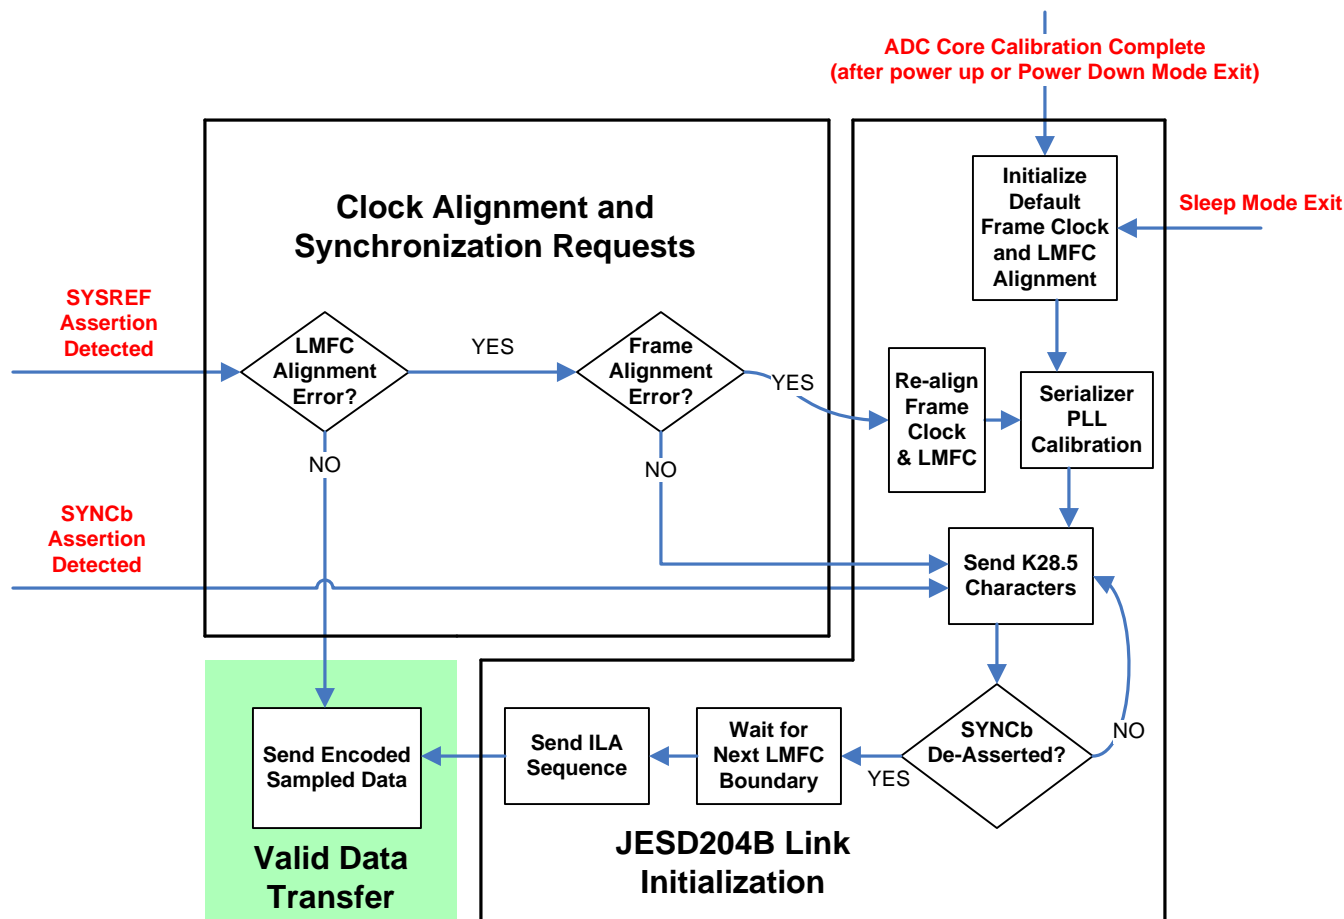 ADC Core Calibration Complete
(after power up or Power Down Mode Exit)
Clock Alignment and
Synchronization Requests
Initialize
Default
Frame Clock
and LMFC
Alignment
Sleep Mode Exit
SYSREF
Assertion
Detected
LMFC
Alignment
Error?
YES
Frame
Alignment
Error?
YES
Re-align
Frame
Clock
& LMFC
Serializer
PLL
Calibration
NO
NO
SYNCb
Assertion
Detected
Send K28.5
Characters
Send Encoded
Sampled Data
Send ILA
Sequence
Wait for
Next LMFC
Boundary
YES
SYNCb
De-Asserted?
NO
Valid Data
Transfer
JESD204B Link
Initialization